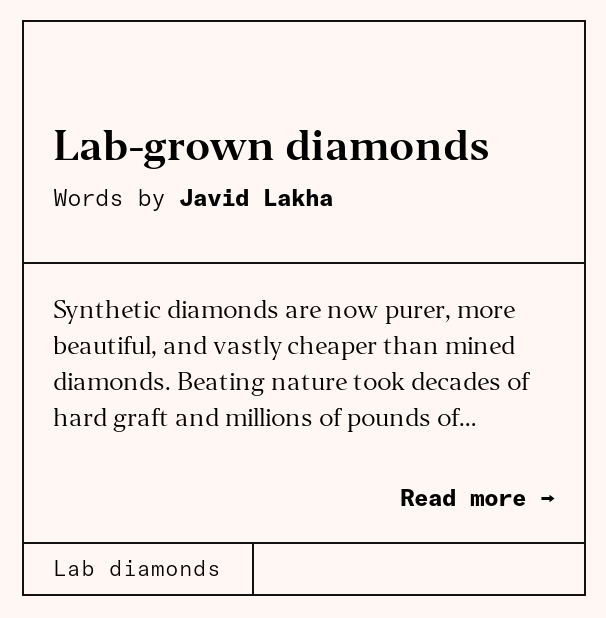 Lab-grown diamonds
Words by Javid Lakha
Synthetic diamonds are now purer, more
beautiful, and vastly cheaper than mined
diamonds. Beating nature took decades of
hard graft and millions of pounds of...
Read more →
Lab diamonds